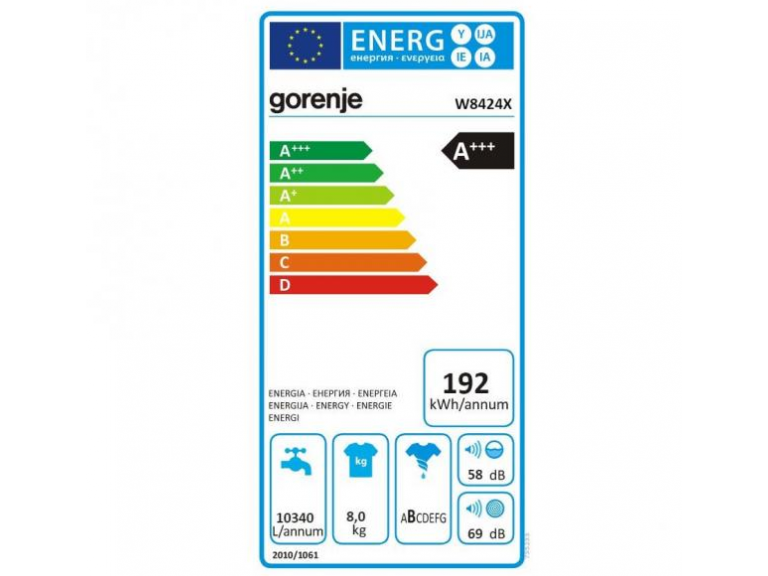 ENERG Y IJA
енергия · ενεργεια IE IA
gorenje W8424X
A+++ A+++
A++
A+
A
B
C
D
192
kWh/annum
ENERGIA · ЕНЕРГИЯ · ΕΝΕΡΓΕΙΑ
ENERGIJA · ENERGY · ENERGIE
ENERGI
kg
58 dB
10340
L/annum
8,0
kg
ABCDEFG
69 dB
2010/1061